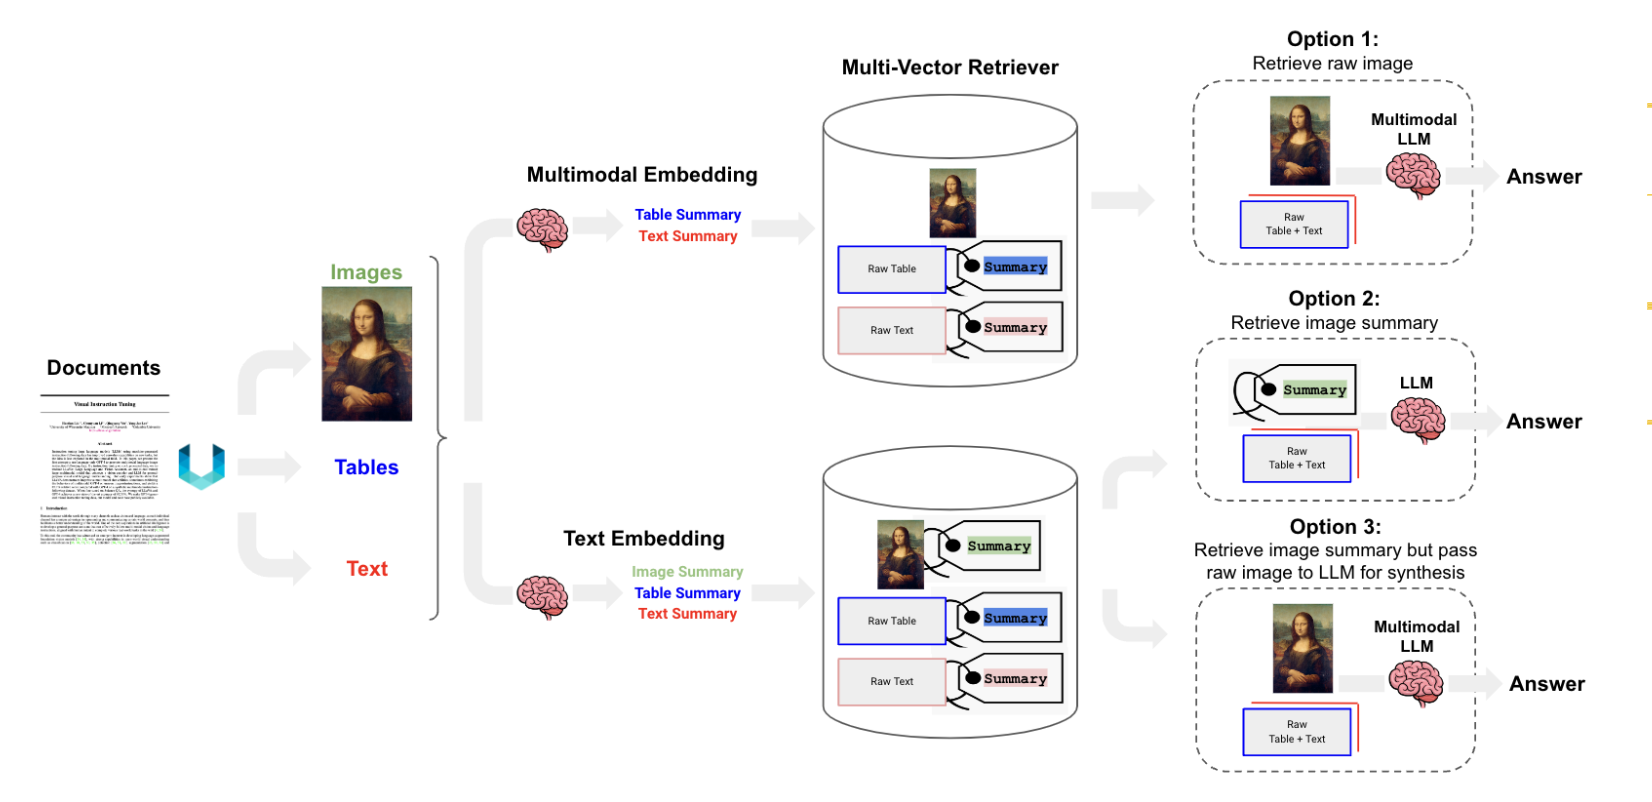 Documents
Visual Instruction Tuning
Images
Tables
Text
Multimodal Embedding
Table Summary
Text Summary
Text Embedding
Image Summary
Table Summary
Text Summary
Multi-Vector Retriever
Raw Table
Summary
Raw Text
Summary
Summary
Raw Table
Summary
Raw Text
Summary
Option 1:
Retrieve raw image
Multimodal
LLM
Raw
Table + Text
Answer
Option 2:
Retrieve image summary
Summary
LLM
Raw
Table + Text
Answer
Option 3:
Retrieve image summary but pass
raw image to LLM for synthesis
Multimodal
LLM
Raw
Table + Text
Answer